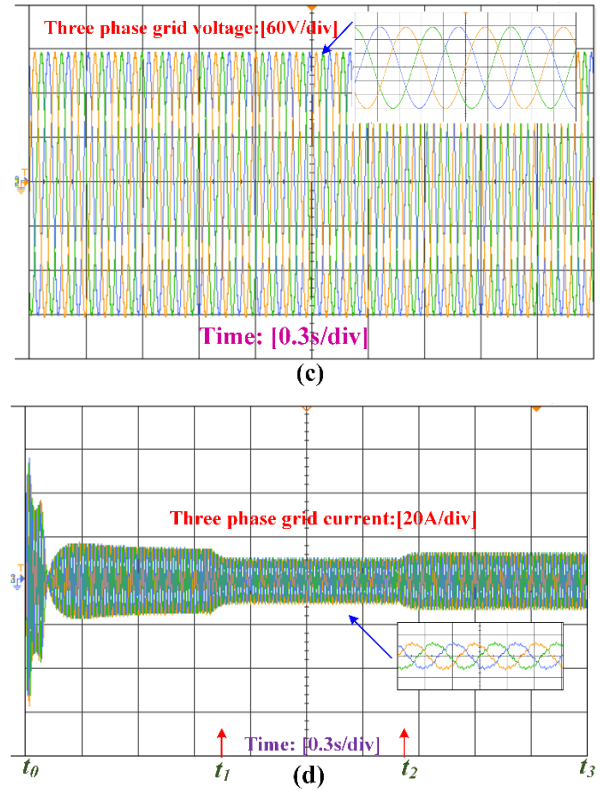 Three phase grid voltage:[60V/div]
T
Time: [0.3s/div]
(c)
Three phase grid current:[20A/div]
T
Time: [0.3s/div]
t0 t1 t2 t3
(d)